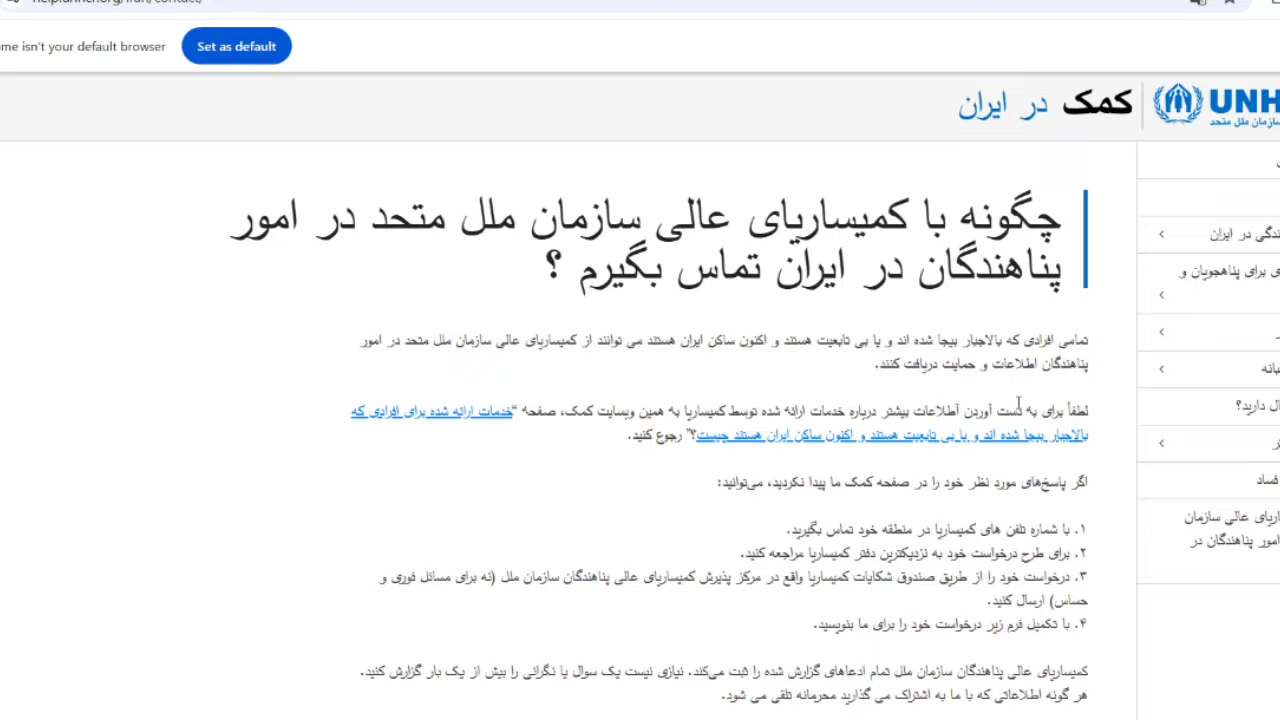 help.unhcr.org/iran/contact/
me isn't your default browser
Set as default
کمک در ایران
UNH
سازمان ملل متحد
چگونه با کمیساریای عالی سازمان ملل متحد در امور
پناهندگان در ایران تماس بگیرم ؟
تمامی افرادی که بالاجبار بیجا شده اند و یا بی تابعیت هستند و اکنون ساکن ایران هستند می توانند از کمیساریای عالی سازمان ملل متحد در امور
پناهندگان اطلاعات و حمایت دریافت کنند.
لطفاً برای به دست آوردن اطلاعات بیشتر درباره خدمات ارائه شده توسط کمیساریا به همین وبسایت کمک، صفحه “خدمات ارائه شده برای افرادی که
بالاجبار بیجا شده اند و یا بی تابعیت هستند و اکنون ساکن ایران هستند چیست؟” رجوع کنید.
اگر پاسخ‌های مورد نظر خود را در صفحه کمک ما پیدا نکردید، می‌توانید:
۱. با شماره تلفن های کمیساریا در منطقه خود تماس بگیرید.
۲. برای طرح درخواست خود به نزدیکترین دفتر کمیساریا مراجعه کنید.
۳. درخواست خود را از طریق صندوق شکایات کمیساریا واقع در مرکز پذیرش کمیساریای عالی پناهندگان سازمان ملل (نه برای مسائل فوری و
حساس) ارسال کنید.
۴. با تکمیل فرم زیر درخواست خود را برای ما بنویسید.
کمیساریای عالی پناهندگان سازمان ملل تمام ادعاهای گزارش شده را ثبت می‌کند. نیازی نیست یک سوال یا نگرانی را بیش از یک بار گزارش کنید.
هر گونه اطلاعاتی که با ما به اشتراک می گذارید محرمانه تلقی می شود.
ندگی در ایران
ی برای پناهجویان و
ال دارید؟
فساد
اریای عالی سازمان
امور پناهندگان در